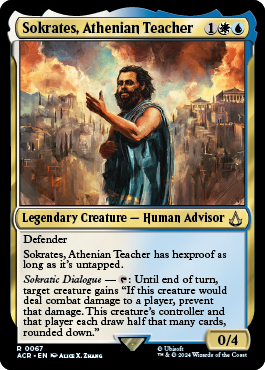 Sokrates, Athenian Teacher 1
Legendary Creature — Human Advisor
Defender
Sokrates, Athenian Teacher has hexproof as
long as it's untapped.
Sokratic Dialogue — : Until end of turn,
target creature gains "If this creature would
deal combat damage to a player, prevent
that damage. This creature's controller and
that player each draw half that many cards,
rounded down."
0/4
R 0067
ACR • EN Alix X. Zhang
© Ubisoft
™ & © 2024 Wizards of the Coast